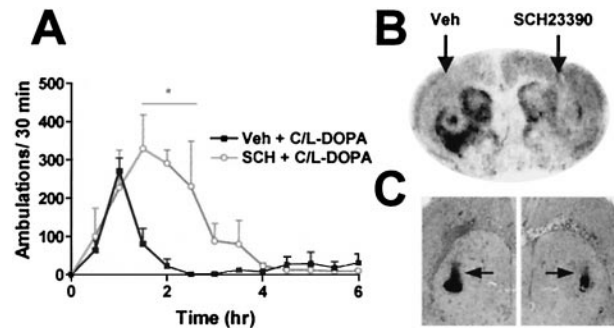 A
Ambulations/ 30 min
500
400
300
200
100
0
*
Veh + C/L-DOPA
SCH + C/L-DOPA
0 2 4 6
Time (hr)
B
Veh SCH23390
C